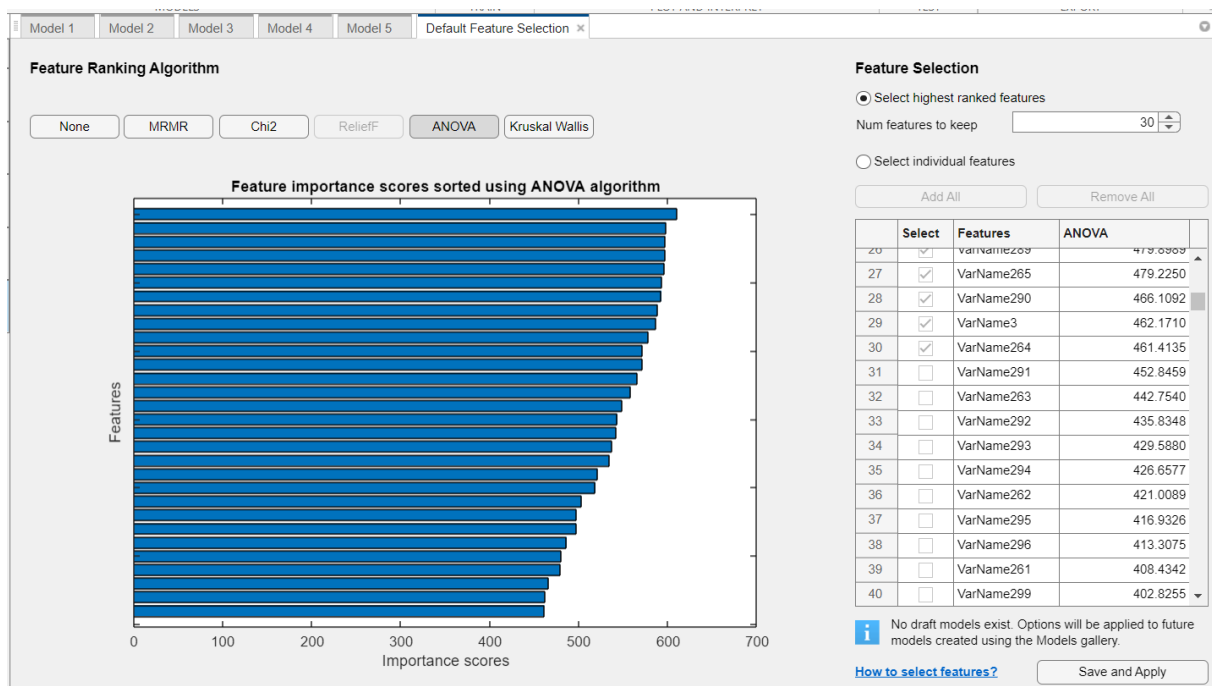 Model 1 Model 2 Model 3 Model 4 Model 5 Default Feature Selection ×
Feature Ranking Algorithm
None MRMR Chi2 ReliefF ANOVA Kruskal Wallis
Feature importance scores sorted using ANOVA algorithm
Features
0 100 200 300 400 500 600 700
Importance scores
Feature Selection
Select highest ranked features
Num features to keep 30
Select individual features
Add All Remove All
Select Features ANOVA
26 VarName289 479.8989
27 VarName265 479.2250
28 VarName290 466.1092
29 VarName3 462.1710
30 VarName264 461.4135
31 VarName291 452.8459
32 VarName263 442.7540
33 VarName292 435.8348
34 VarName293 429.5880
35 VarName294 426.6577
36 VarName262 421.0089
37 VarName295 416.9326
38 VarName296 413.3075
39 VarName261 408.4342
40 VarName299 402.8255
i No draft models exist. Options will be applied to future
models created using the Models gallery.
How to select features? Save and Apply